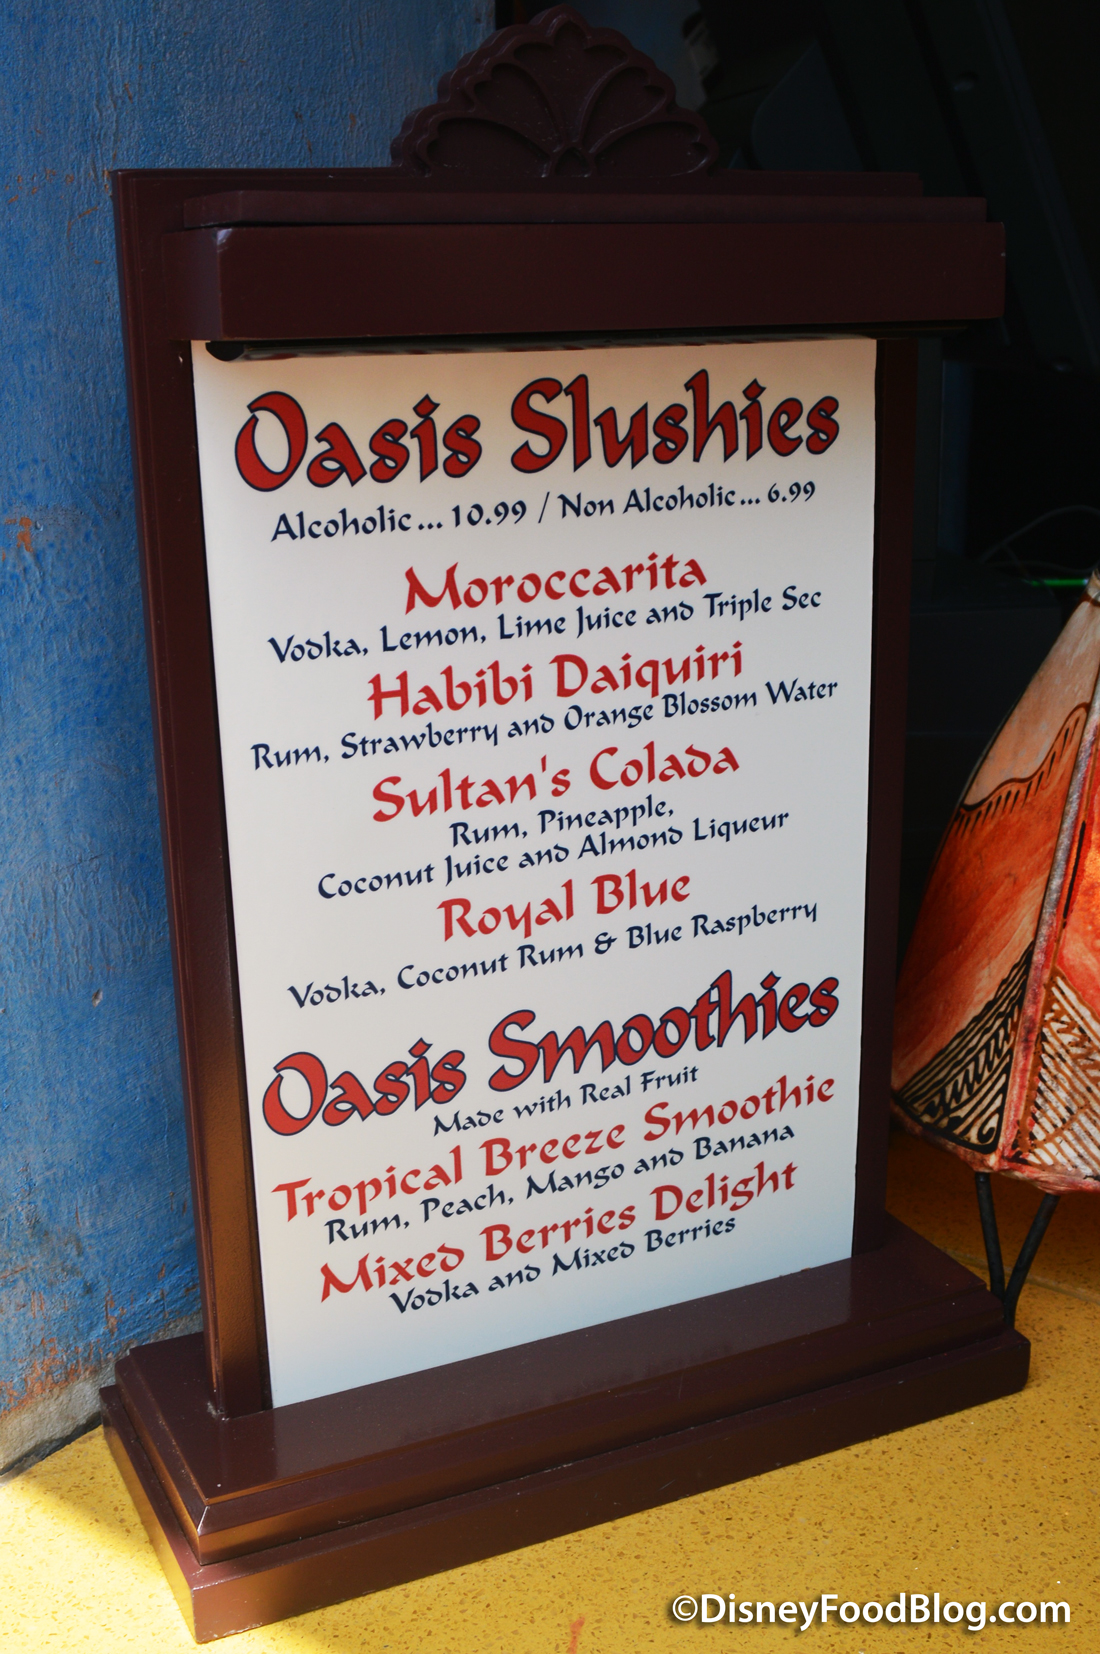 Oasis Slushies
Alcoholic... 10.99 / Non Alcoholic... 6.99
Moroccarita
Vodka, Lemon, Lime Juice and Triple Sec
Habibi Daiquiri
Rum, Strawberry and Orange Blossom Water
Sultan's Colada
Rum, Pineapple,
Coconut Juice and Almond Liqueur
Royal Blue
Vodka, Coconut Rum & Blue Raspberry
Oasis Smoothies
Made with Real Fruit
Tropical Breeze Smoothie
Rum, Peach, Mango and Banana
Mixed Berries Delight
Vodka and Mixed Berries
©DisneyFoodBlog.com